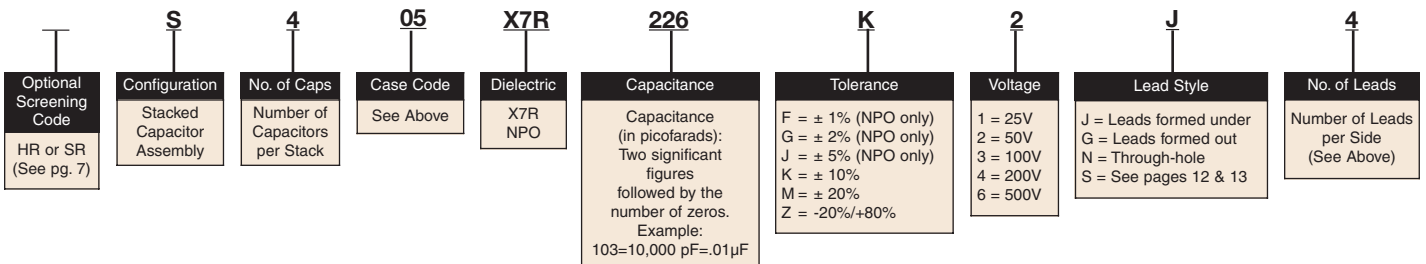 S 4 05 X7R 226 K 2 J 4
Optional
Screening
Code
HR or SR
(See pg. 7)
Configuration
Stacked
Capacitor
Assembly
No. of Caps
Number of
Capacitors
per Stack
Case Code
See Above
Dielectric
X7R
NPO
Capacitance
Capacitance
(in picofarads):
Two significant
figures
followed by the
number of zeros.
Example:
103=10,000 pF=.01µF
Tolerance
F = ± 1% (NPO only)
G = ± 2% (NPO only)
J = ± 5% (NPO only)
K = ± 10%
M = ± 20%
Z = -20%/+80%
Voltage
1 = 25V
2 = 50V
3 = 100V
4 = 200V
6 = 500V
Lead Style
J = Leads formed under
G = Leads formed out
N = Through-hole
S = See pages 12 & 13
No. of Leads
Number of Leads
per Side
(See Above)